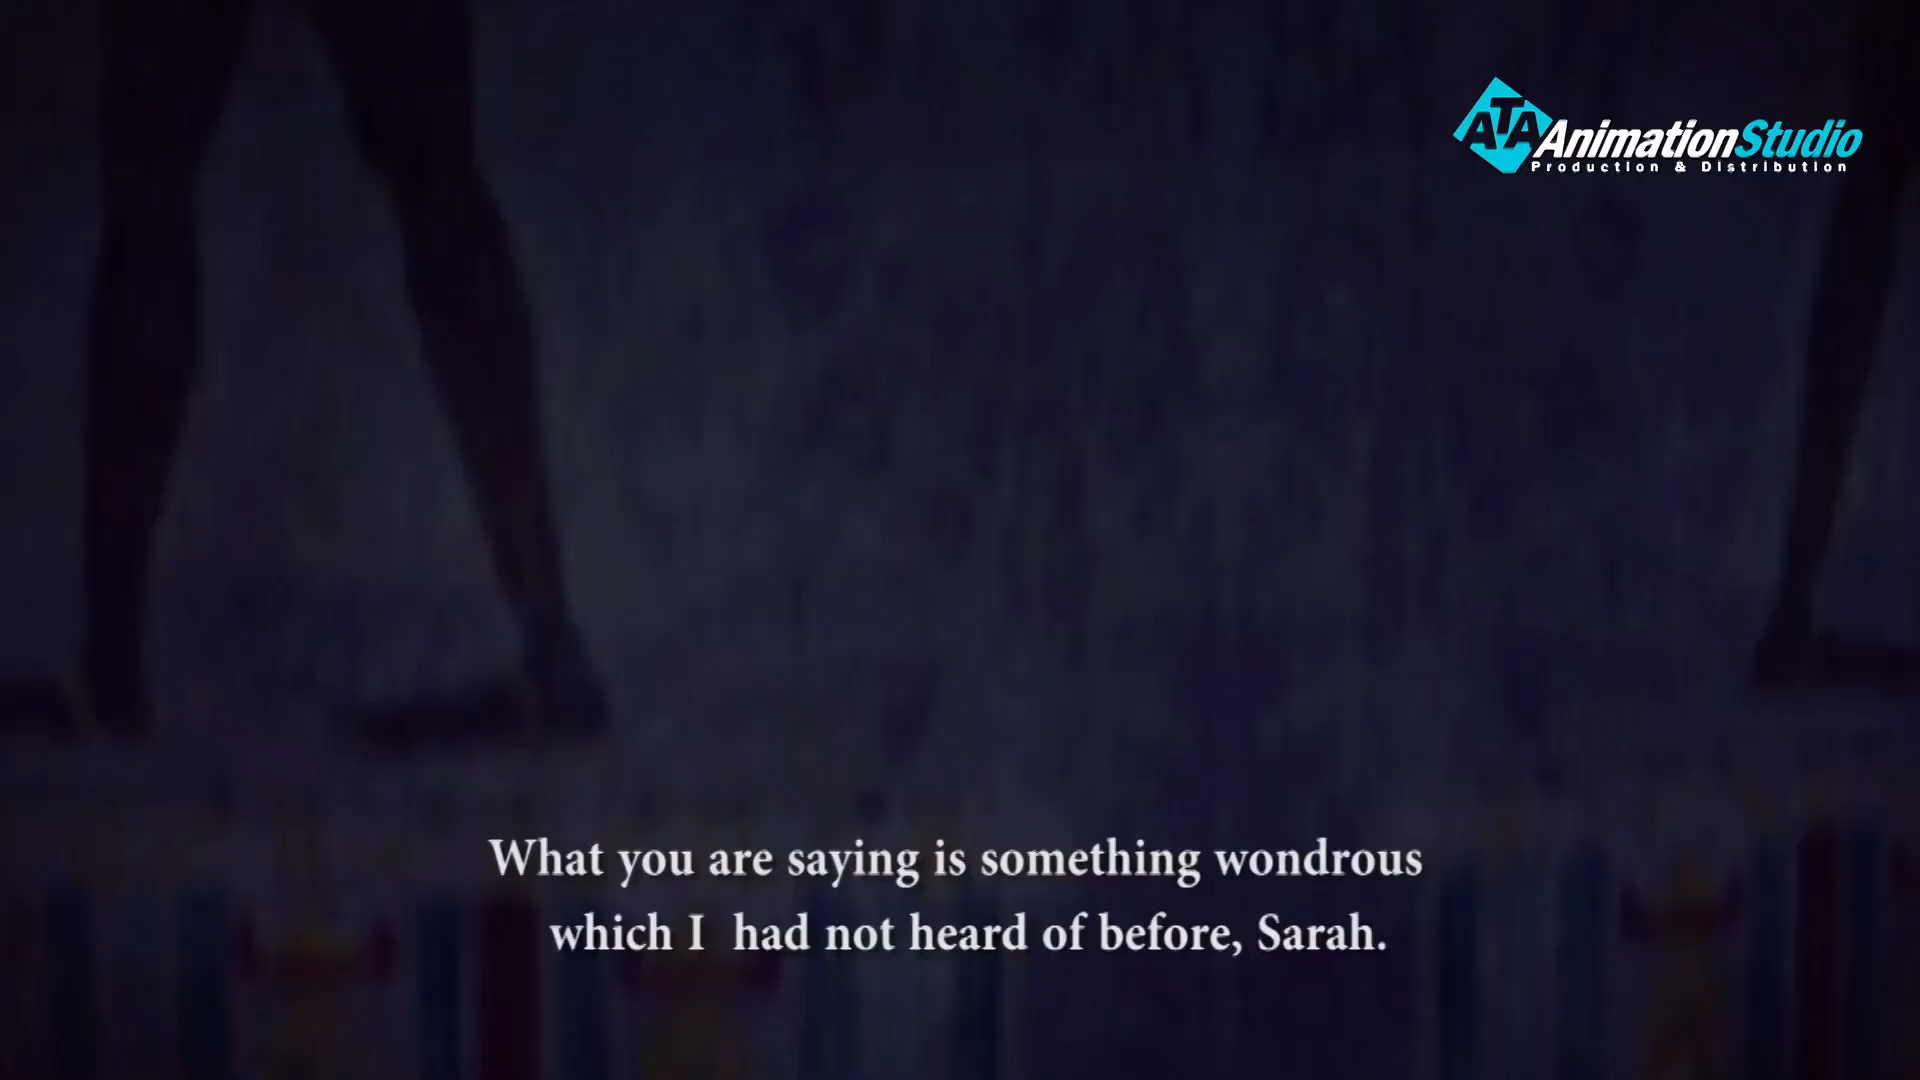 ATA
AnimationStudio
Production & Distribution
What you are saying is something wondrous
which I  had not heard of before, Sarah.